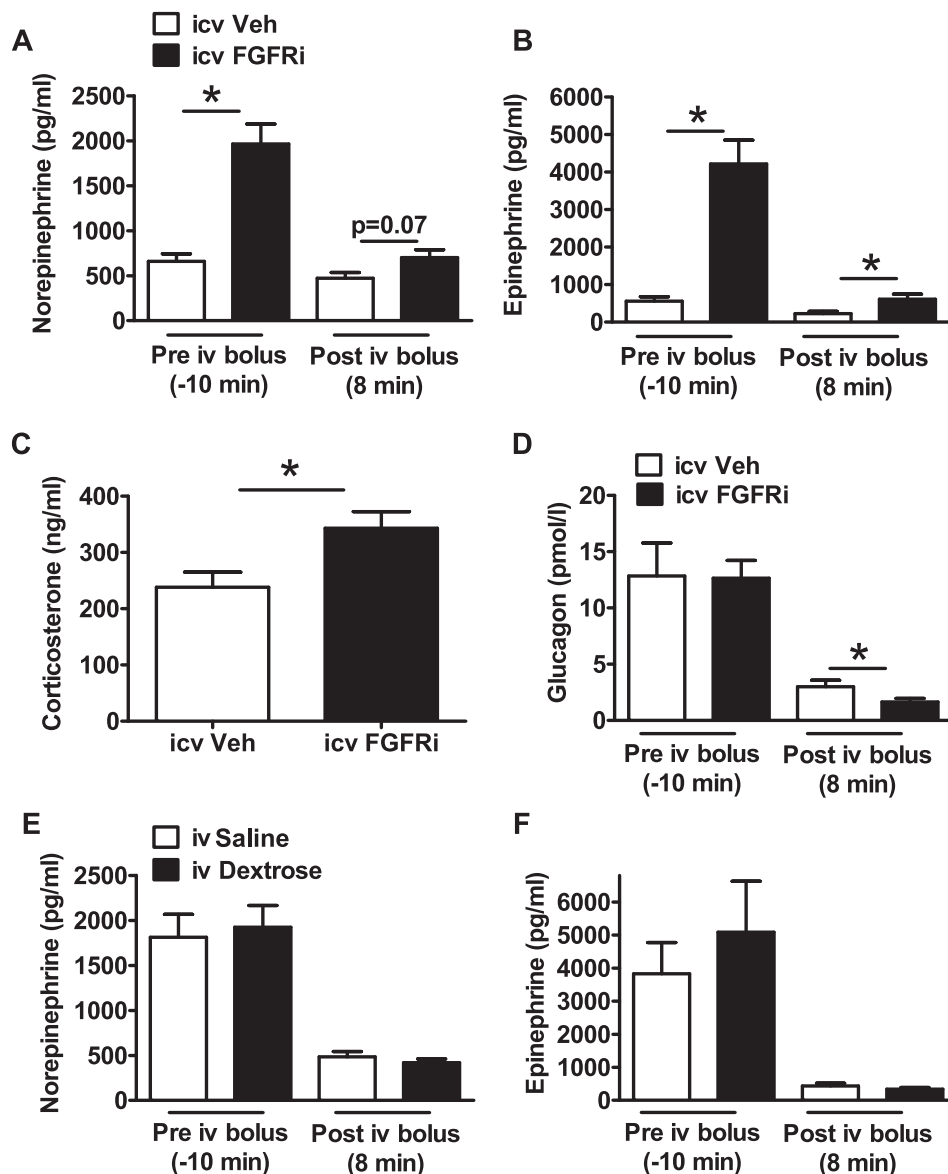 A
icv Veh
icv FGFRi
Norepinephrine (pg/ml)
2500
2000
1500
1000
500
0
*
p=0.07
Pre iv bolus
(-10 min)
Post iv bolus
(8 min)
B
Epinephrine (pg/ml)
6000
5000
4000
3000
2000
1000
0
*
*
Pre iv bolus
(-10 min)
Post iv bolus
(8 min)
C
Corticosterone (ng/ml)
400
300
200
100
0
*
icv Veh
icv FGFRi
D
icv Veh
icv FGFRi
Glucagon (pmol/l)
20
15
10
5
0
*
Pre iv bolus
(-10 min)
Post iv bolus
(8 min)
E
iv Saline
iv Dextrose
Norepinephrine (pg/ml)
2500
2000
1500
1000
500
0
Pre iv bolus
(-10 min)
Post iv bolus
(8 min)
F
Epinephrine (pg/ml)
6000
5000
4000
3000
2000
1000
0
Pre iv bolus
(-10 min)
Post iv bolus
(8 min)